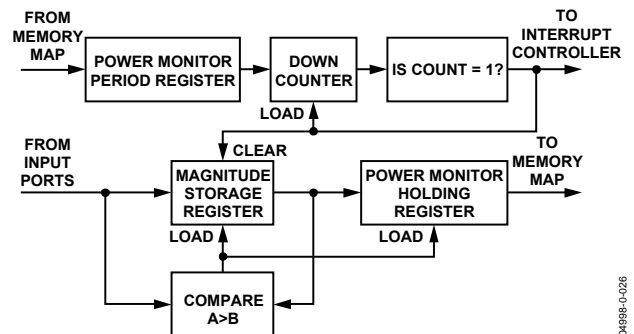 FROM
MEMORY
MAP
POWER MONITOR
PERIOD REGISTER
DOWN
COUNTER
IS COUNT = 1?
TO
INTERRUPT
CONTROLLER
LOAD
FROM
INPUT
PORTS
CLEAR
MAGNITUDE
STORAGE
REGISTER
POWER MONITOR
HOLDING
REGISTER
TO
MEMORY
MAP
LOAD
LOAD
COMPARE
A>B
04998-0-026